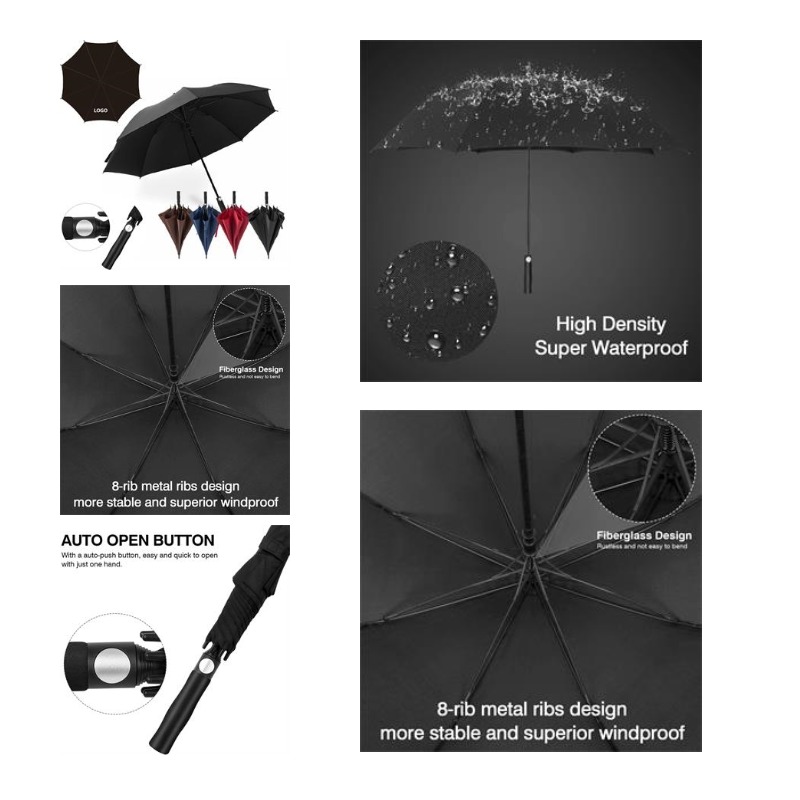 LOGO
High Density
Super Waterproof
Fiberglass Design
Rustless and not easy to bend
8-rib metal ribs design
more stable and superior windproof
AUTO OPEN BUTTON
With a auto-push button, easy and quick to open
with just one hand.
Fiberglass Design
Rustless and not easy to bend
8-rib metal ribs design
more stable and superior windproof